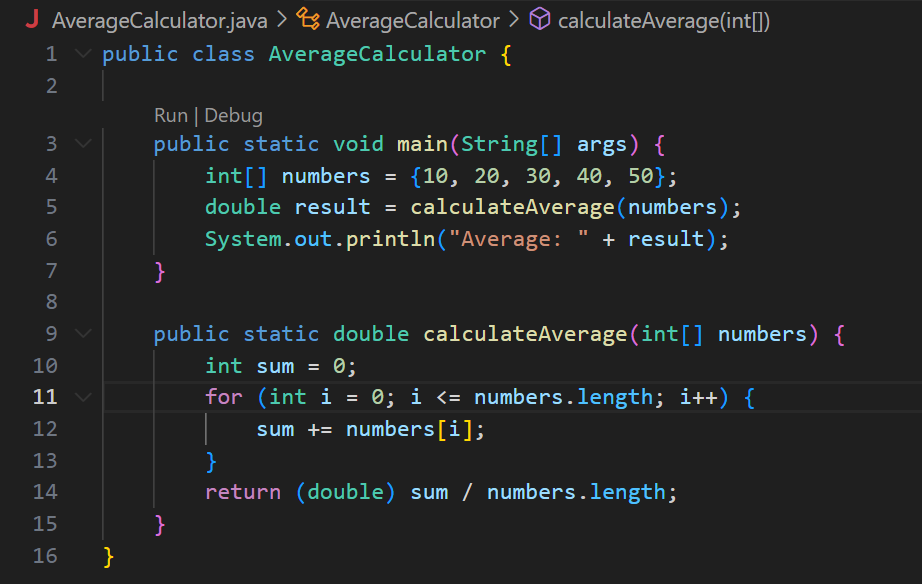 AverageCalculator.java > AverageCalculator > calculateAverage(int[])
1 public class AverageCalculator {
2
Run | Debug
3 public static void main(String[] args) {
4 int[] numbers = {10, 20, 30, 40, 50};
5 double result = calculateAverage(numbers);
6 System.out.println("Average: " + result);
7 }
8
9 public static double calculateAverage(int[] numbers) {
10 int sum = 0;
11 for (int i = 0; i <= numbers.length; i++) {
12 sum += numbers[i];
13 }
14 return (double) sum / numbers.length;
15 }
16 }